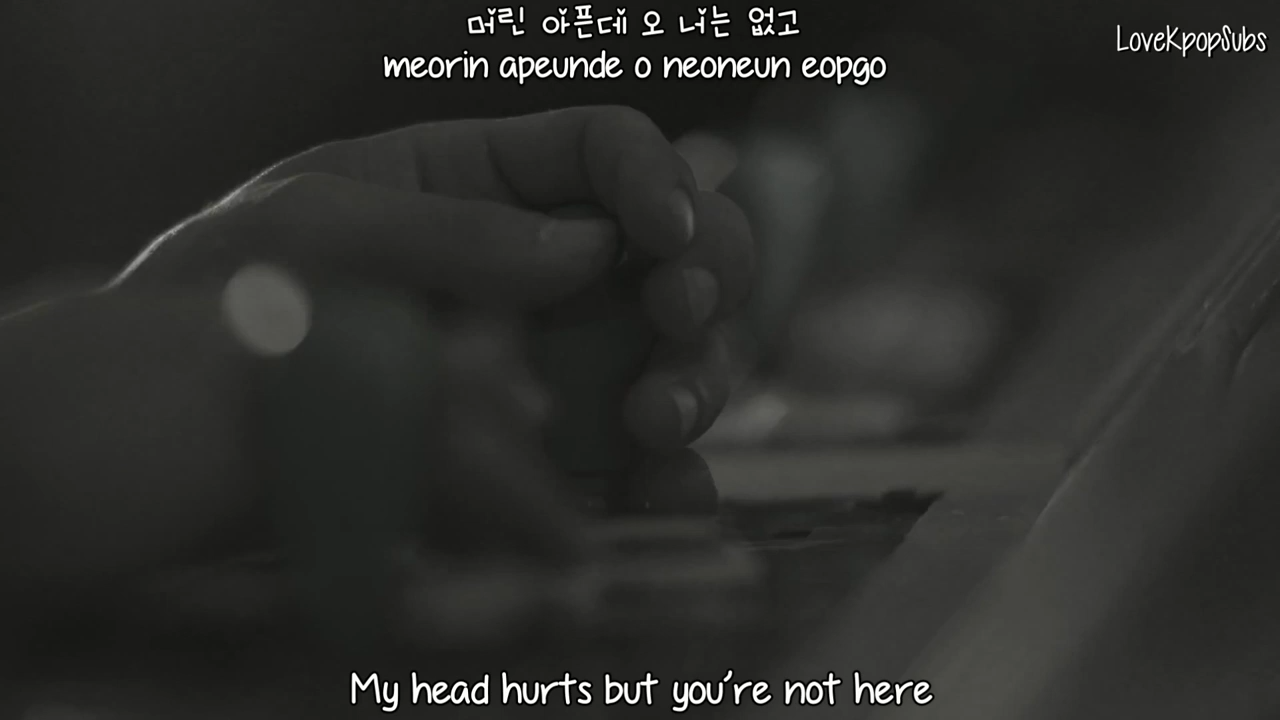 머린 아픈데 오 너는 없고
LoveKpopSubs
meorin apeunde o neoneun eopgo
My head hurts but you're not here